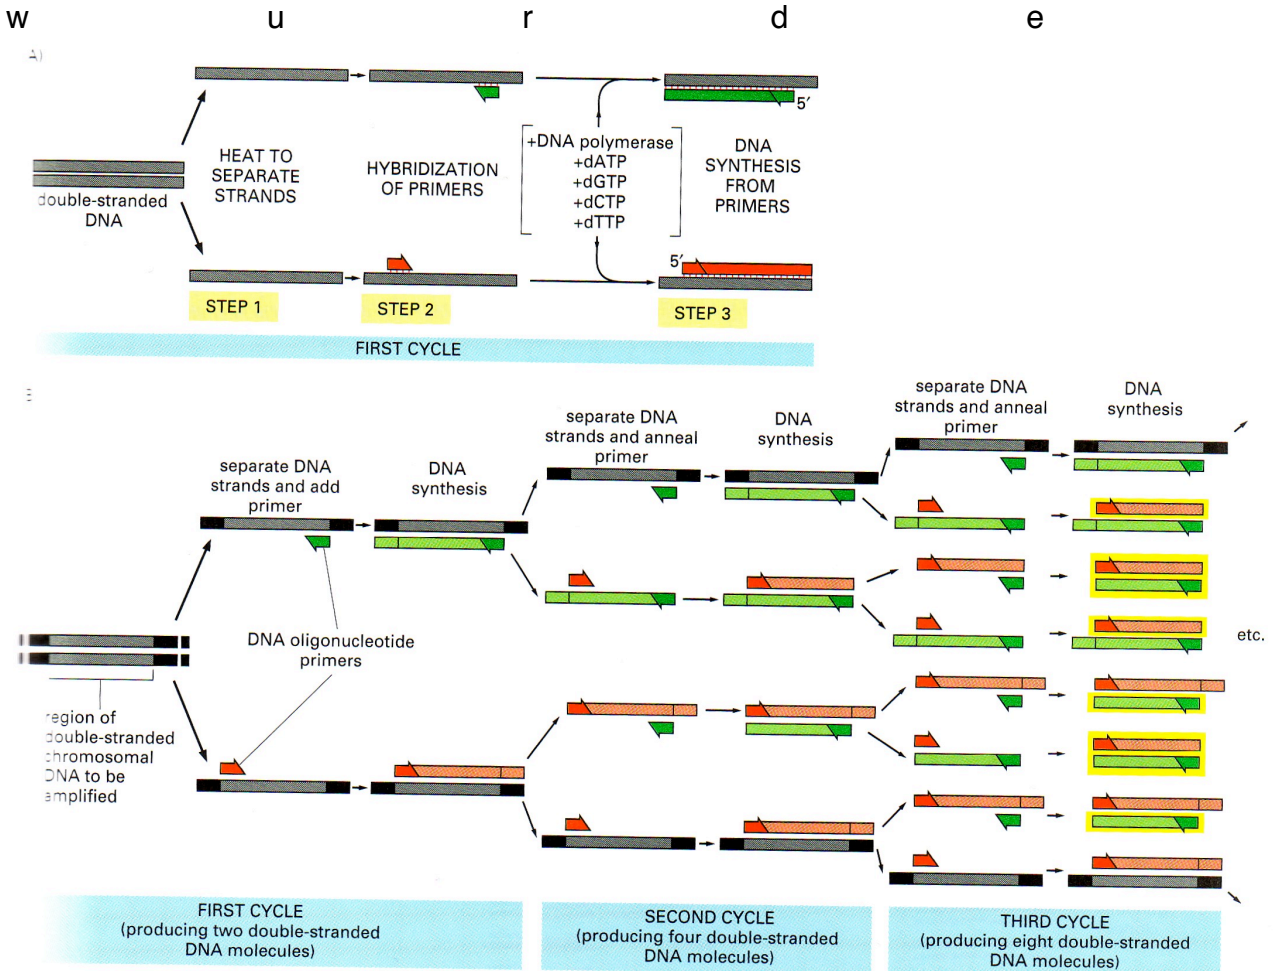 w u r d e
A)
+DNA polymerase
+dATP
+dGTP
+dCTP
+dTTP
HEAT TO
SEPARATE
STRANDS
HYBRIDIZATION
OF PRIMERS
DNA
SYNTHESIS
FROM
PRIMERS
5′
double-stranded
DNA
5′
STEP 1
STEP 2
STEP 3
FIRST CYCLE
separate DNA
strands and add
primer
DNA
synthesis
separate DNA
strands and anneal
primer
DNA
synthesis
separate DNA
strands and anneal
primer
DNA
synthesis
DNA oligonucleotide
primers
etc.
region of
double-stranded
chromosomal
DNA to be
amplified
FIRST CYCLE
(producing two double-stranded
DNA molecules)
SECOND CYCLE
(producing four double-stranded
DNA molecules)
THIRD CYCLE
(producing eight double-stranded
DNA molecules)